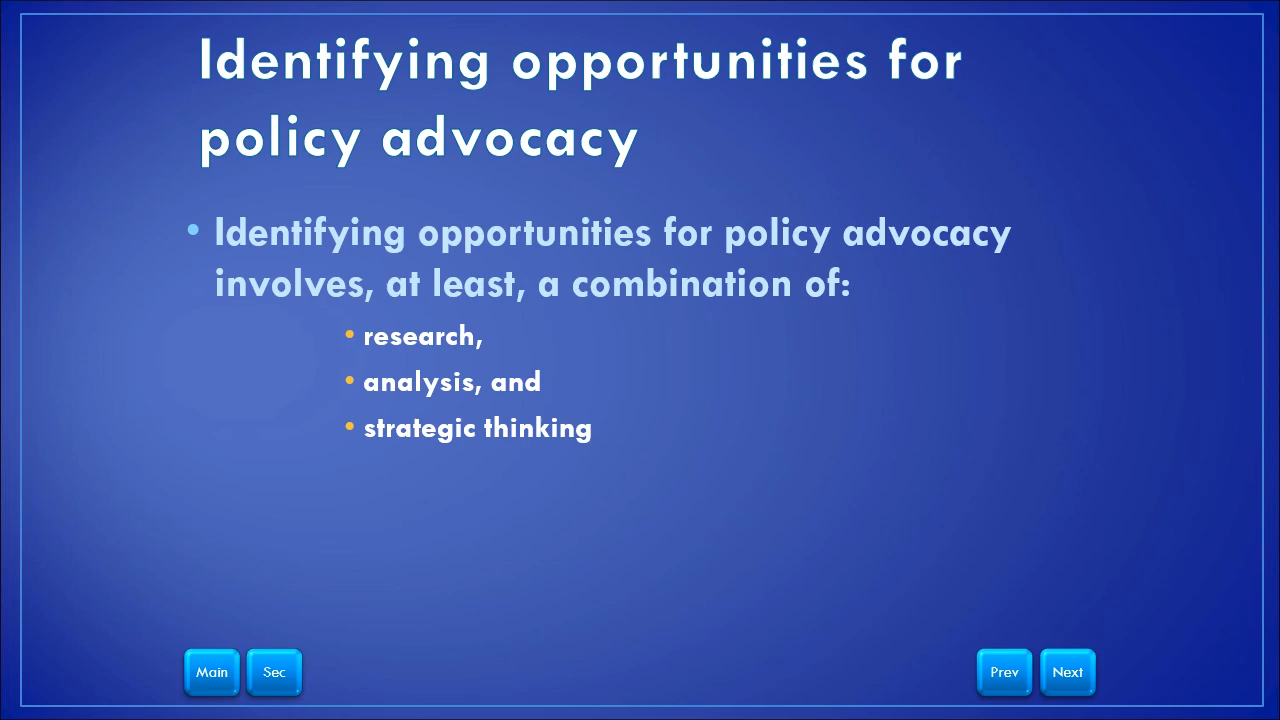 Identifying opportunities for
policy advocacy
• Identifying opportunities for policy advocacy
involves, at least, a combination of:
• research,
• analysis, and
• strategic thinking
Main Sec Prev Next